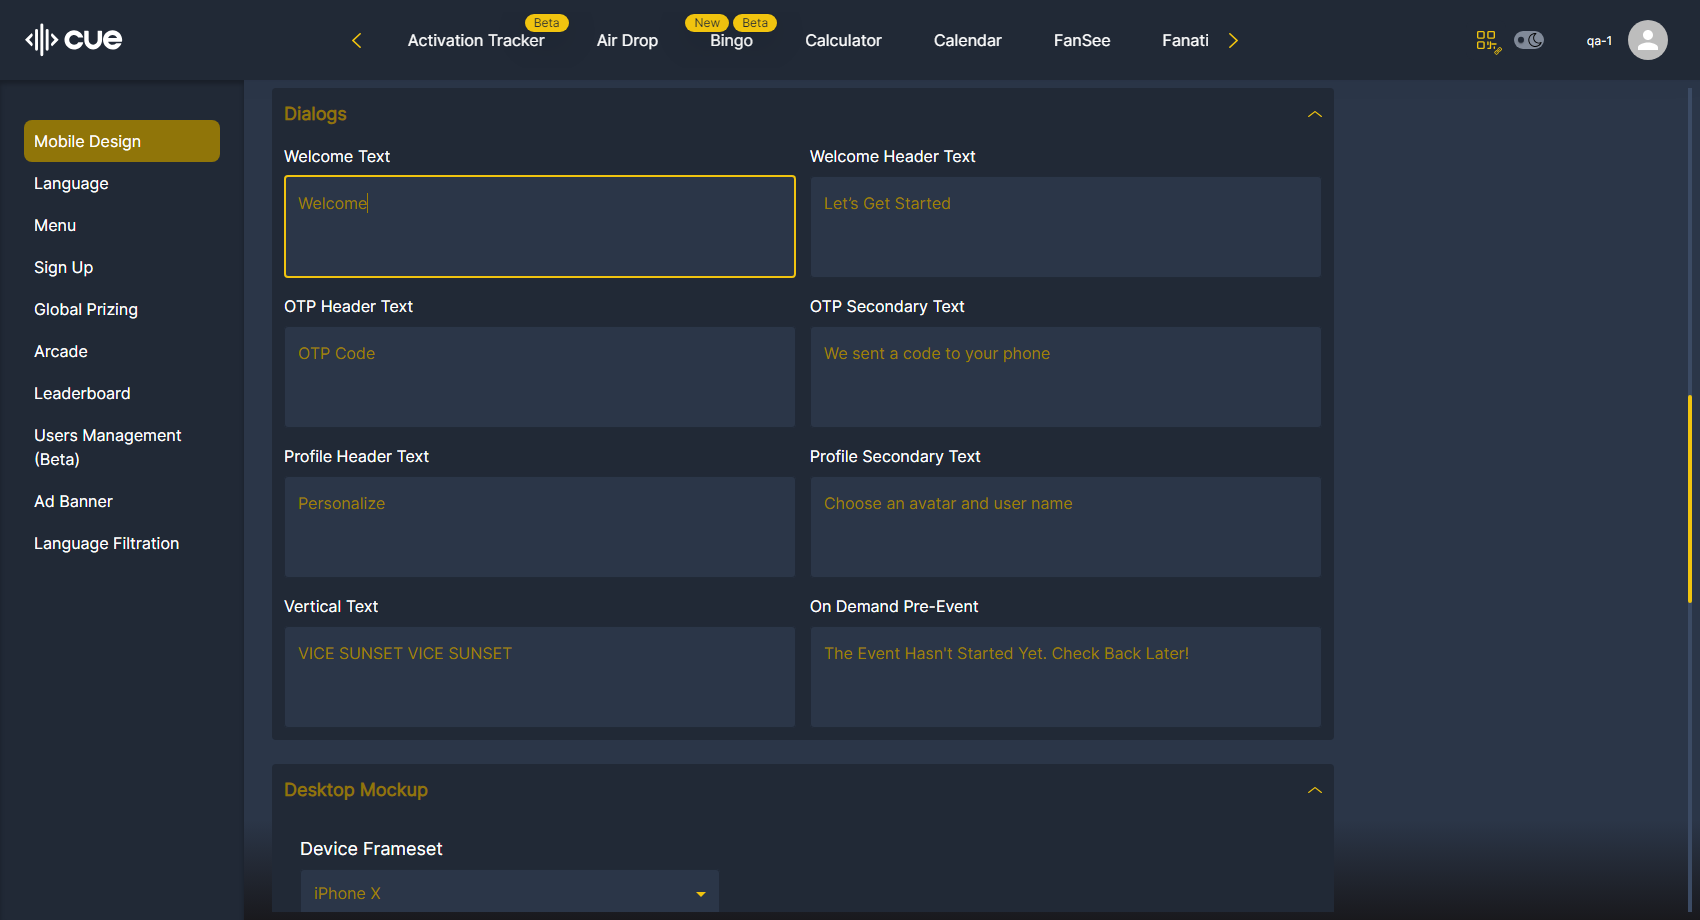 cue
Beta
New
Beta
Activation Tracker
Air Drop
Bingo
Calculator
Calendar
FanSee
Fanati
qa-1
Mobile Design
Language
Menu
Sign Up
Global Prizing
Arcade
Leaderboard
Users Management
(Beta)
Ad Banner
Language Filtration
Dialogs
Welcome Text
Welcome Header Text
Welcome
Let’s Get Started
OTP Header Text
OTP Secondary Text
OTP Code
We sent a code to your phone
Profile Header Text
Profile Secondary Text
Personalize
Choose an avatar and user name
Vertical Text
On Demand Pre-Event
VICE SUNSET VICE SUNSET
The Event Hasn't Started Yet. Check Back Later!
Desktop Mockup
Device Frameset
iPhone X